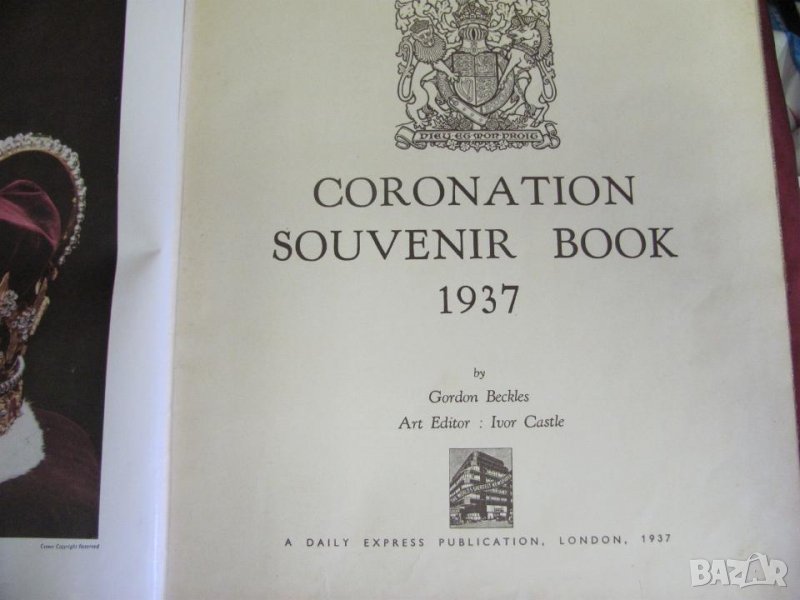 DIEU ET MON DROIT
CORONATION
SOUVENIR BOOK
1937
by
Gordon Beckles
Art Editor : Ivor Castle
A DAILY EXPRESS PUBLICATION, LONDON, 1937
Crown Copyright Reserved
BAZAR